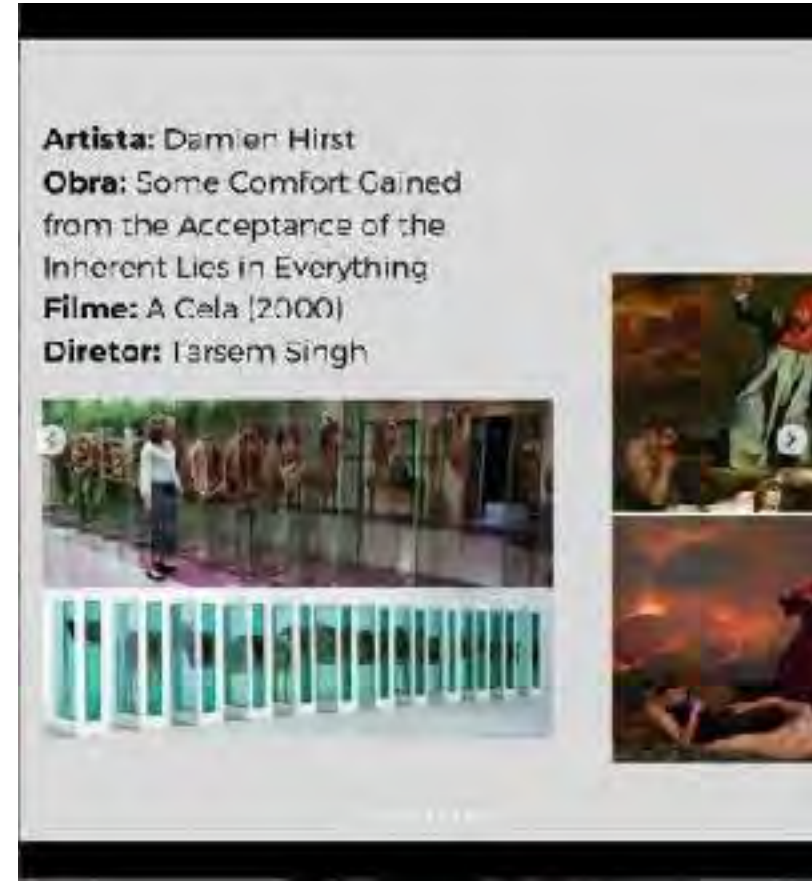 Artista: Damien Hirst
Obra: Some Comfort Gained
from the Acceptance of the
Inherent Lies in Everything
Filme: A Cela (2000)
Diretor: Tarsem Singh